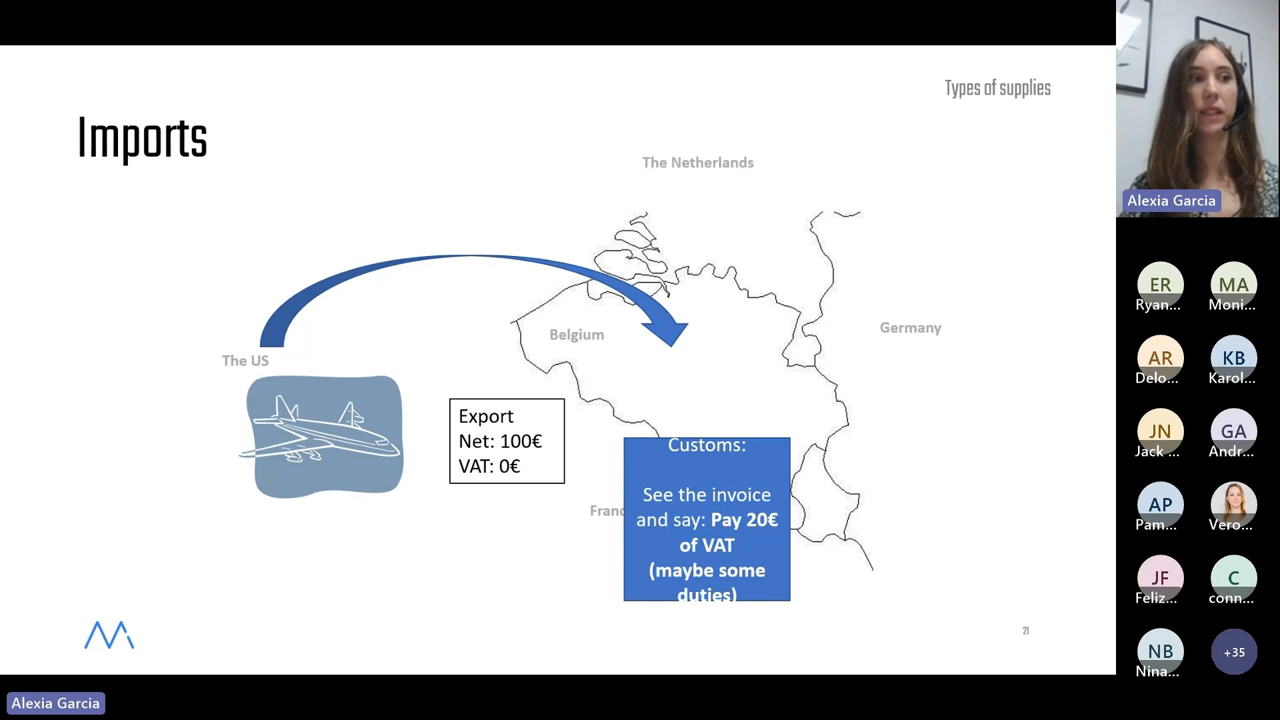 Types of supplies
Imports
The Netherlands
Belgium
Germany
The US
Export
Net: 100€
VAT: 0€
Franc
Customs:
See the invoice
and say: Pay 20€
of VAT
(maybe some
duties)
21
Alexia Garcia
ER
Ryan...
MA
Moni...
AR
Delo...
KB
Karol...
JN
Jack ...
GA
Andr...
AP
Pam...
Vero...
JF
Feliz...
C
conn...
NB
Nina...
+35
Alexia Garcia